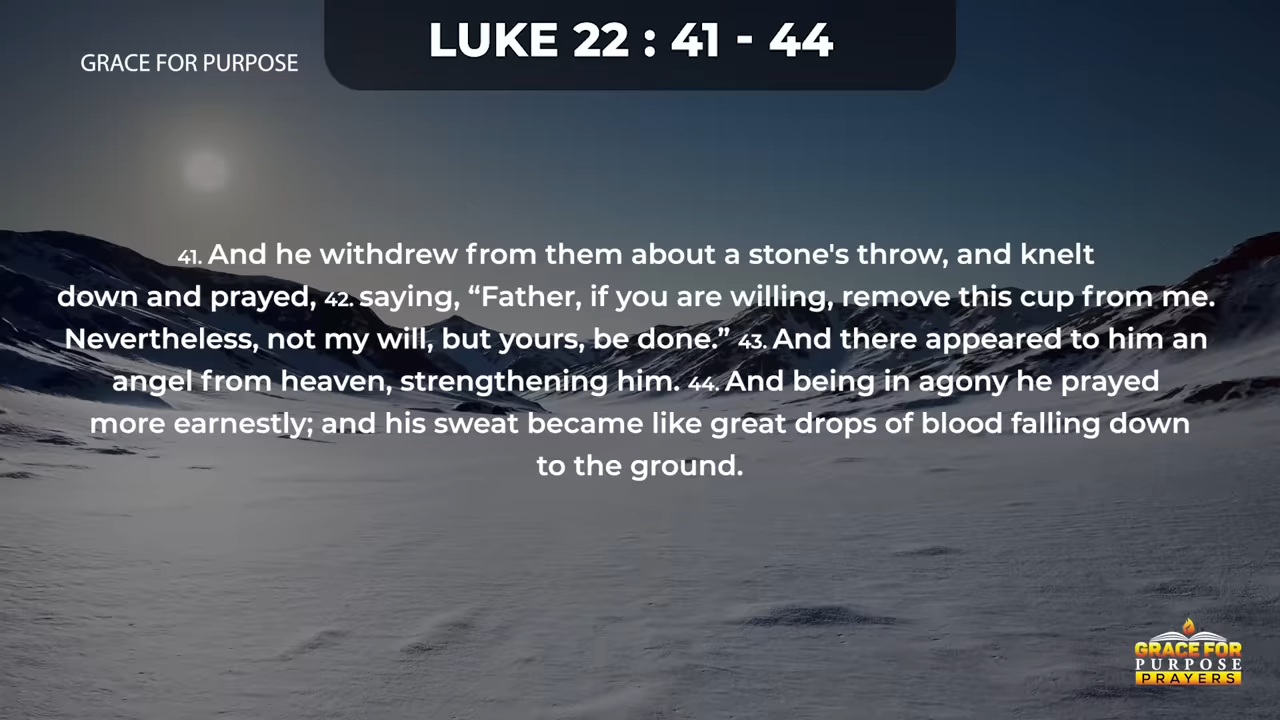 LUKE 22 : 41 - 44
GRACE FOR PURPOSE
41. And he withdrew from them about a stone's throw, and knelt
down and prayed, 42. saying, “Father, if you are willing, remove this cup from me.
Nevertheless, not my will, but yours, be done.” 43. And there appeared to him an
angel from heaven, strengthening him. 44. And being in agony he prayed
more earnestly; and his sweat became like great drops of blood falling down
to the ground.
GRACE FOR
PURPOSE
PRAYERS